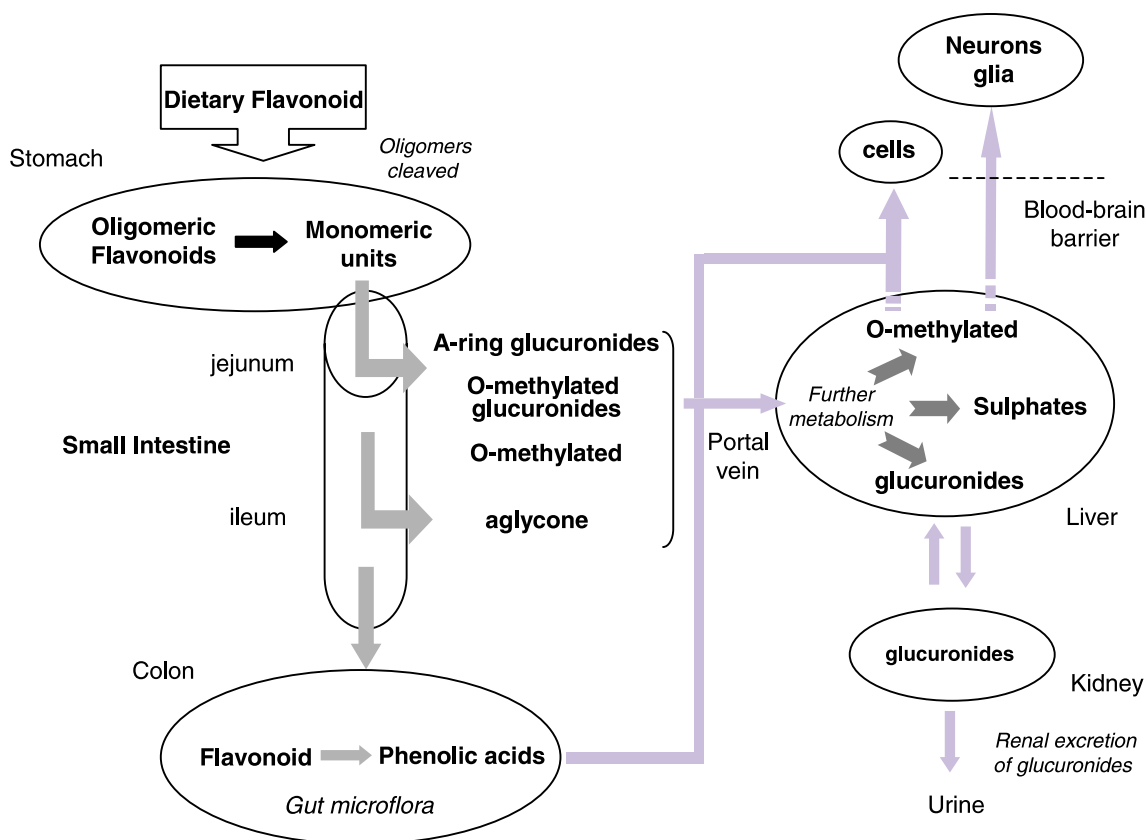 Dietary Flavonoid
Stomach
Oligomers
cleaved
Oligomeric
Flavonoids
Monomeric
units
jejunum
Small Intestine
ileum
A-ring glucuronides
O-methylated
glucuronides
O-methylated
aglycone
Colon
Flavonoid
Phenolic acids
Gut microflora
Portal
vein
Neurons
glia
cells
Blood-brain
barrier
O-methylated
Further
metabolism
Sulphates
glucuronides
Liver
glucuronides
Kidney
Renal excretion
of glucuronides
Urine